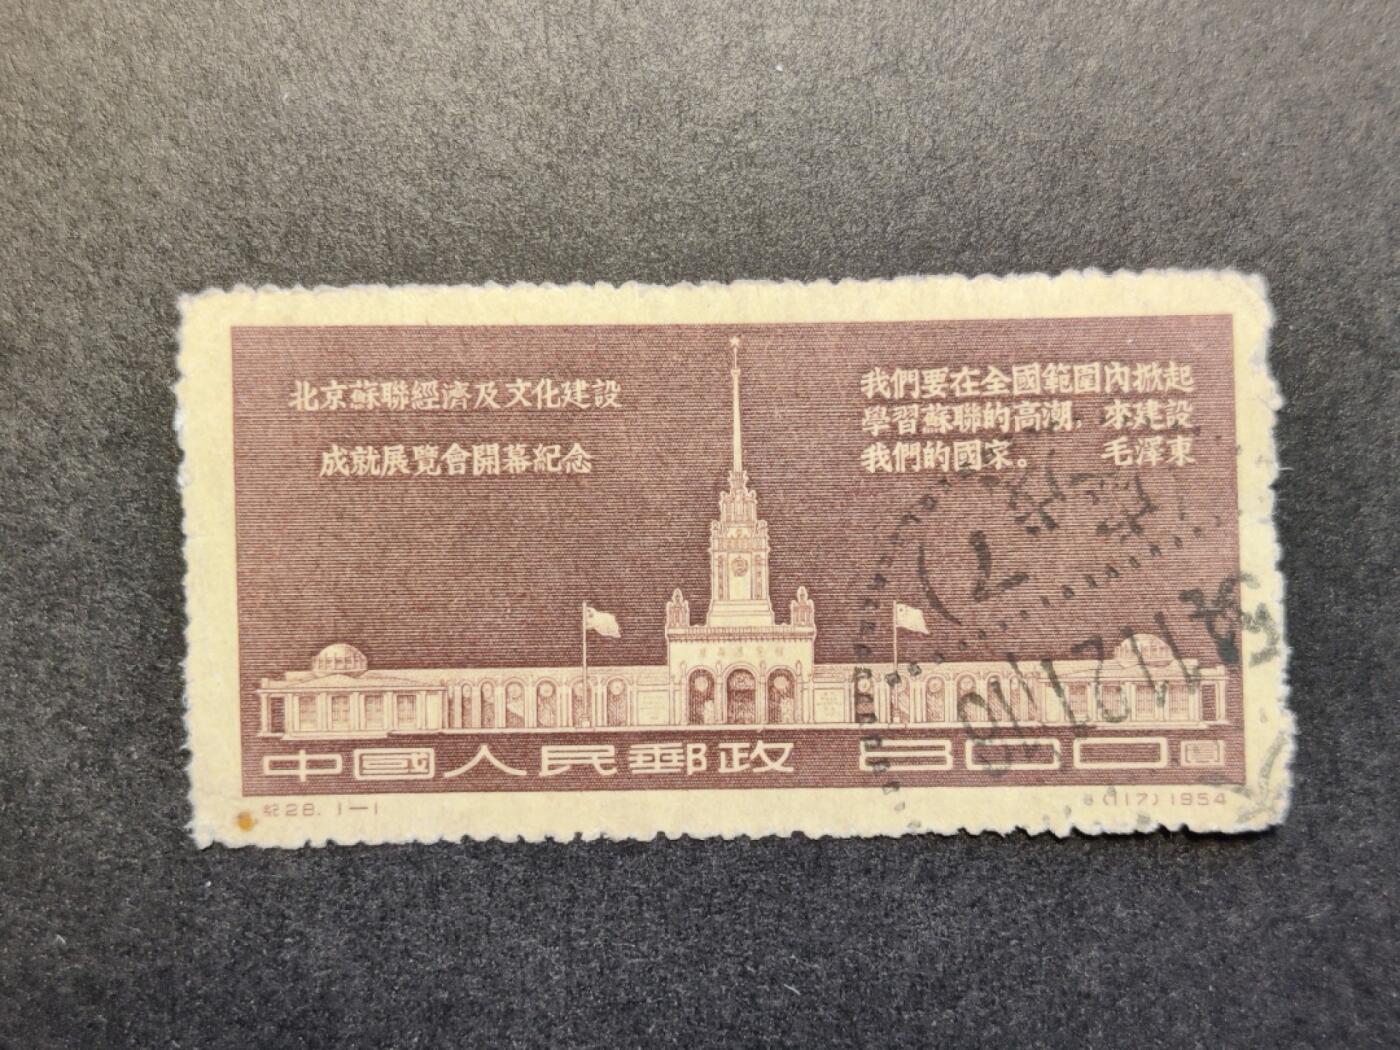 北京蘇聯經濟及文化建設
成就展覽會開幕紀念
我們要在全國範圍內掀起
學習蘇聯的高潮，來建設
我們的國家。 毛澤東
中國人民郵政 800圓
紀28. 1—1
(117) 1954